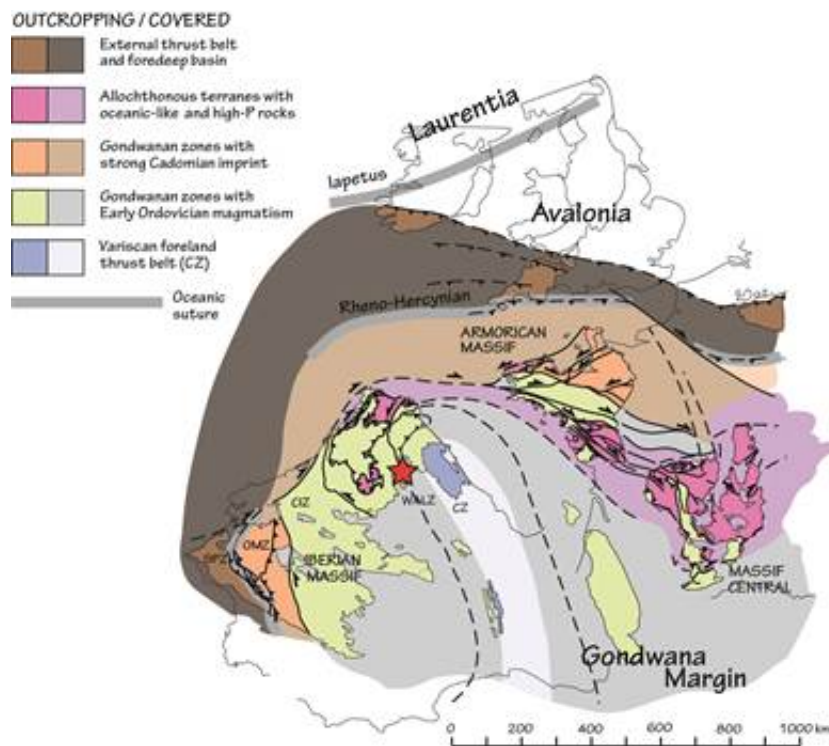 OUTCROPPING / COVERED
External thrust belt
and foredeep basin
Allochthonous terranes with
oceanic-like and high-P rocks
Gondwanan zones with
strong Cadomian imprint
Gondwanan zones with
Early Ordovician magmatism
Variscan foreland
thrust belt (CZ)
Oceanic
suture
Laurentia
Iapetus
Avalonia
Rheno-Hercynian
ARMORICAN
MASSIF
CIZ
WALZ
CZ
OMZ
SPZ
IBERIAN
MASSIF
MASSIF
CENTRAL
Gondwana
Margin
0 200 400 600 800 1000 km